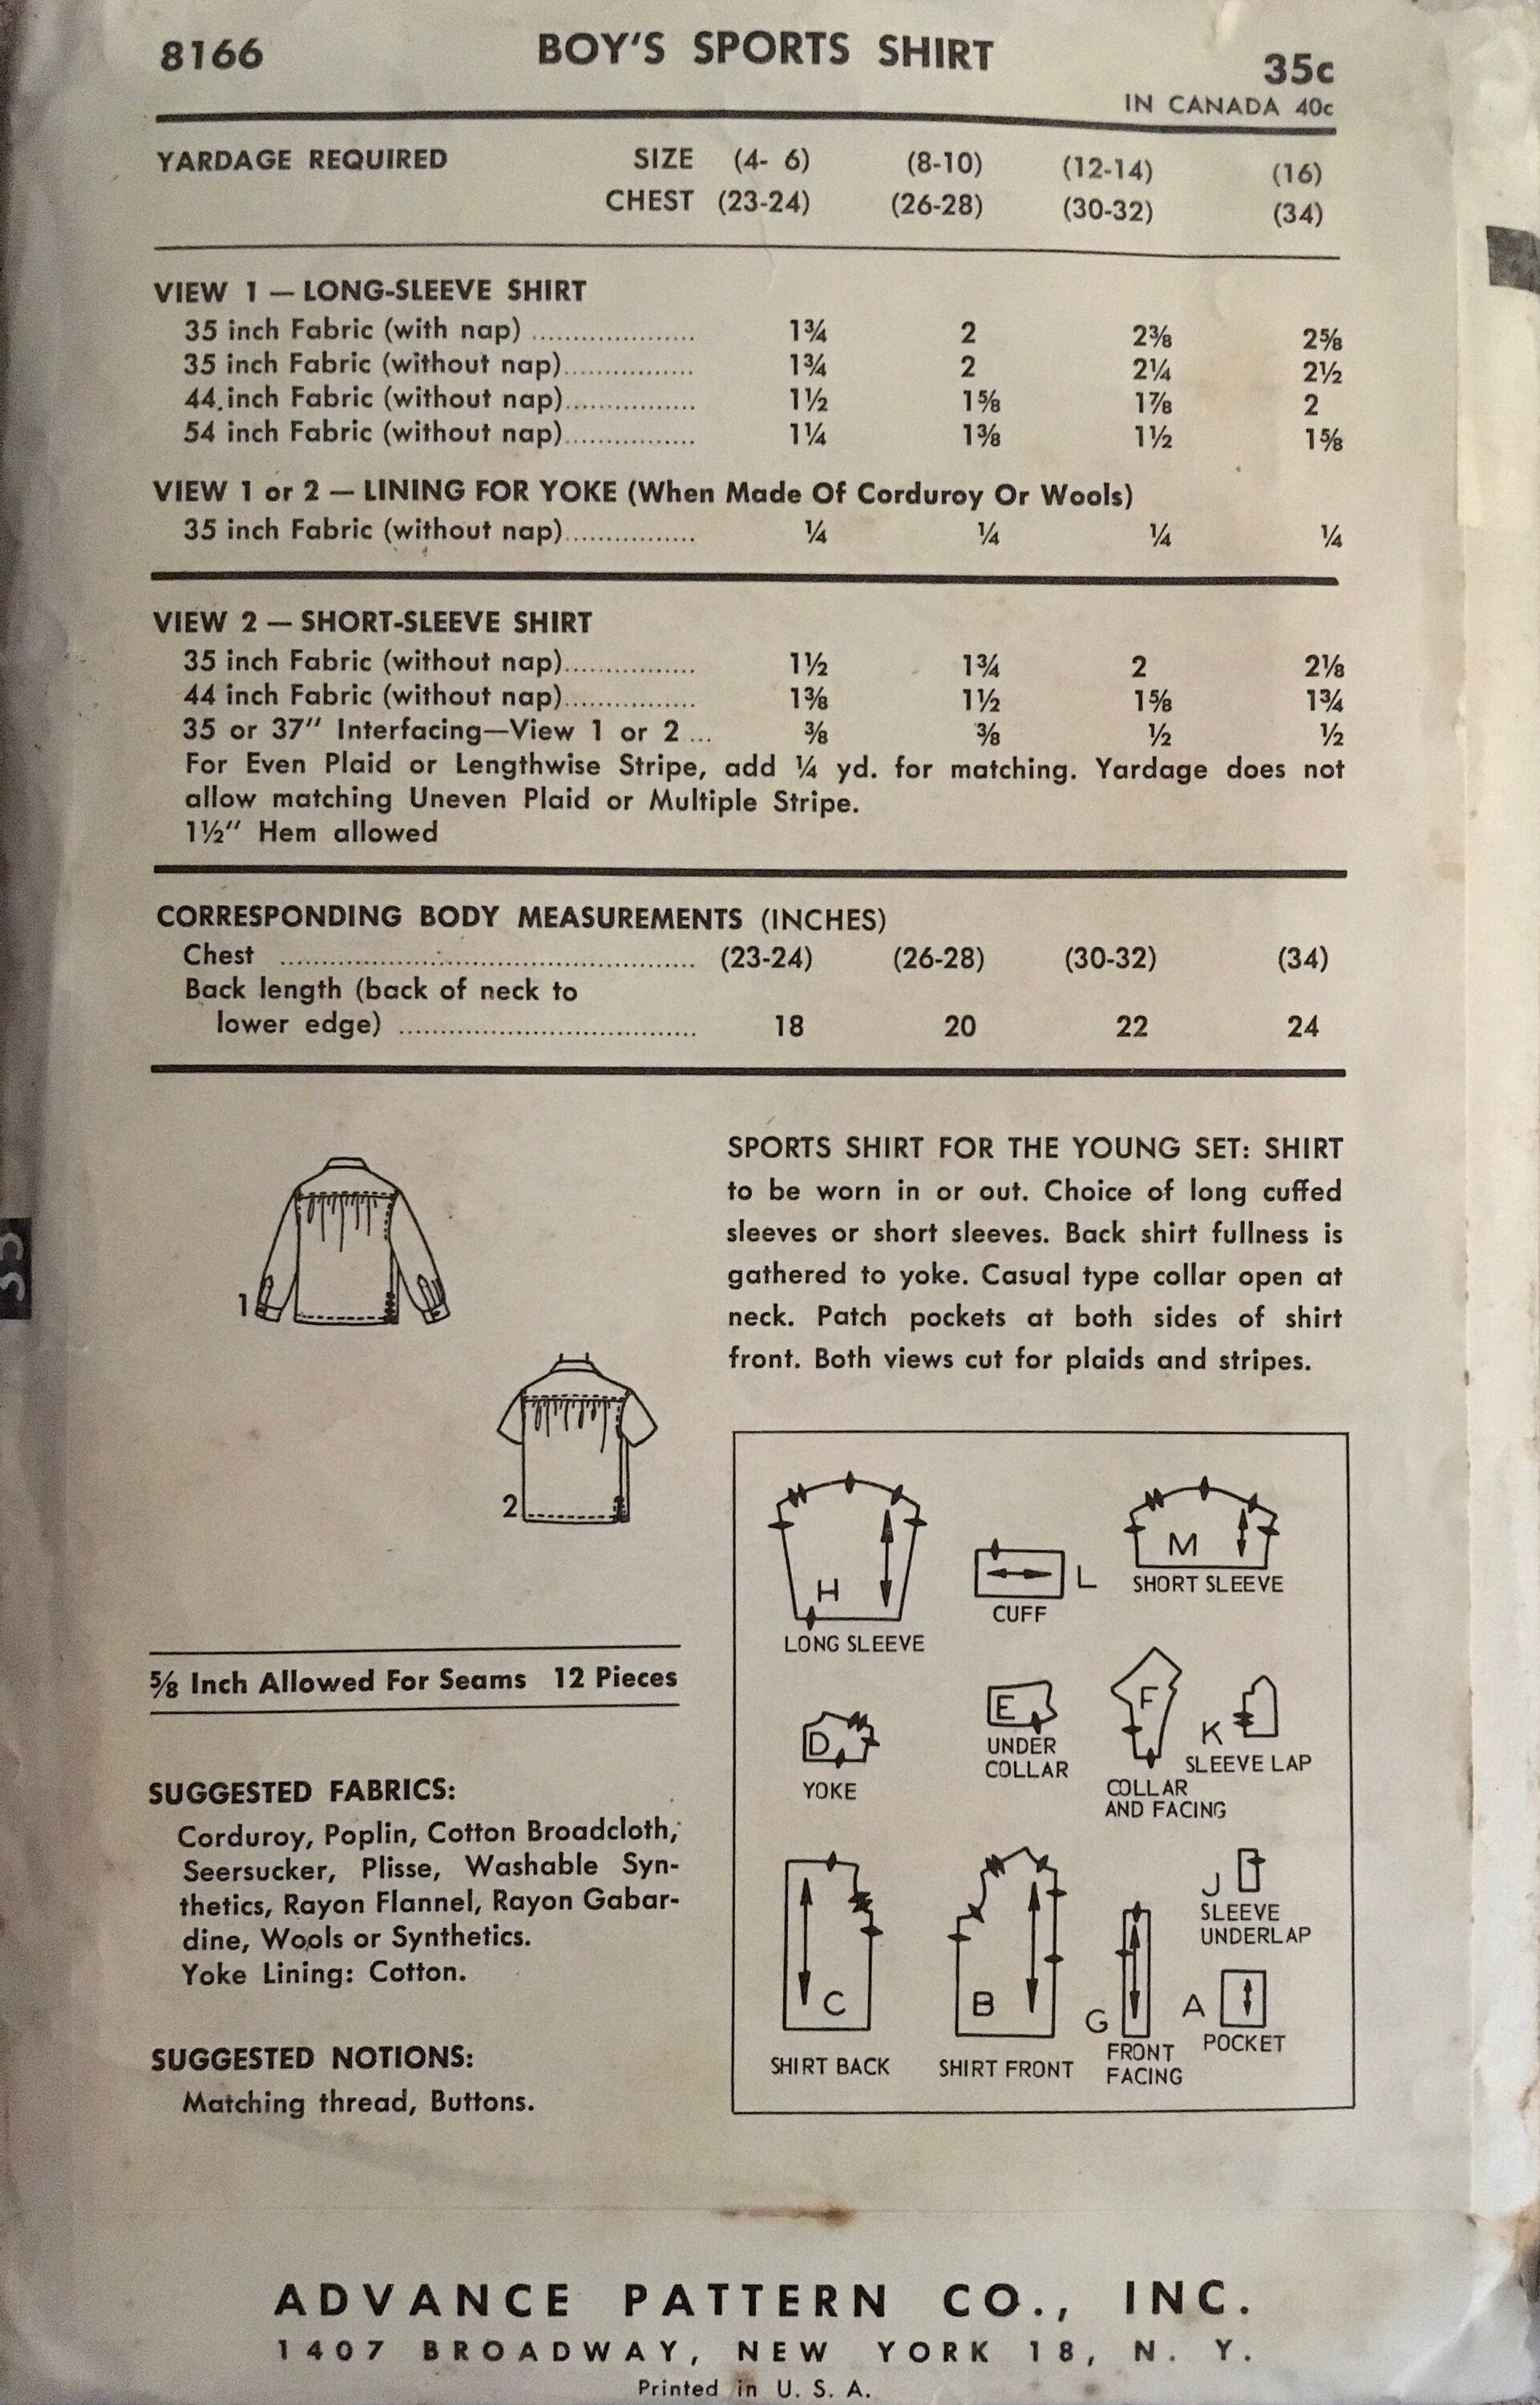 8166 BOY'S SPORTS SHIRT 35c
IN CANADA 40c
YARDAGE REQUIRED SIZE (4- 6) (8-10) (12-14) (16)
CHEST (23-24) (26-28) (30-32) (34)
VIEW 1 — LONG-SLEEVE SHIRT
35 inch Fabric (with nap) .................... 1¾ 2 2⅜ 2⅝
35 inch Fabric (without nap)................ 1¾ 2 2¼ 2½
44 inch Fabric (without nap)................ 1½ 1⅝ 1⅞ 2
54 inch Fabric (without nap)................ 1¼ 1⅜ 1½ 1⅝
VIEW 1 or 2 — LINING FOR YOKE (When Made Of Corduroy Or Wools)
35 inch Fabric (without nap)................ ¼ ¼ ¼ ¼
VIEW 2 — SHORT-SLEEVE SHIRT
35 inch Fabric (without nap)................ 1½ 1¾ 2 2⅛
44 inch Fabric (without nap)................ 1⅜ 1½ 1⅝ 1¾
35 or 37" Interfacing—View 1 or 2 ... ⅜ ⅜ ½ ½
For Even Plaid or Lengthwise Stripe, add ¼ yd. for matching. Yardage does not
allow matching Uneven Plaid or Multiple Stripe.
1½" Hem allowed
CORRESPONDING BODY MEASUREMENTS (INCHES)
Chest ................................................ (23-24) (26-28) (30-32) (34)
Back length (back of neck to
lower edge) ................................... 18 20 22 24
SPORTS SHIRT FOR THE YOUNG SET: SHIRT
to be worn in or out. Choice of long cuffed
sleeves or short sleeves. Back shirt fullness is
gathered to yoke. Casual type collar open at
neck. Patch pockets at both sides of shirt
front. Both views cut for plaids and stripes.
1
2
⅝ Inch Allowed For Seams 12 Pieces
SUGGESTED FABRICS:
Corduroy, Poplin, Cotton Broadcloth,
Seersucker, Plisse, Washable Syn-
thetics, Rayon Flannel, Rayon Gabar-
dine, Wools or Synthetics.
Yoke Lining: Cotton.
SUGGESTED NOTIONS:
Matching thread, Buttons.
H
LONG SLEEVE
L
CUFF
M
SHORT SLEEVE
D
YOKE
E
UNDER
COLLAR
F
COLLAR
AND FACING
K
SLEEVE LAP
C
SHIRT BACK
B
SHIRT FRONT
G
FRONT
FACING
J
SLEEVE
UNDERLAP
A
POCKET
ADVANCE PATTERN CO., INC.
1407 BROADWAY, NEW YORK 18, N. Y.
Printed in U. S. A.